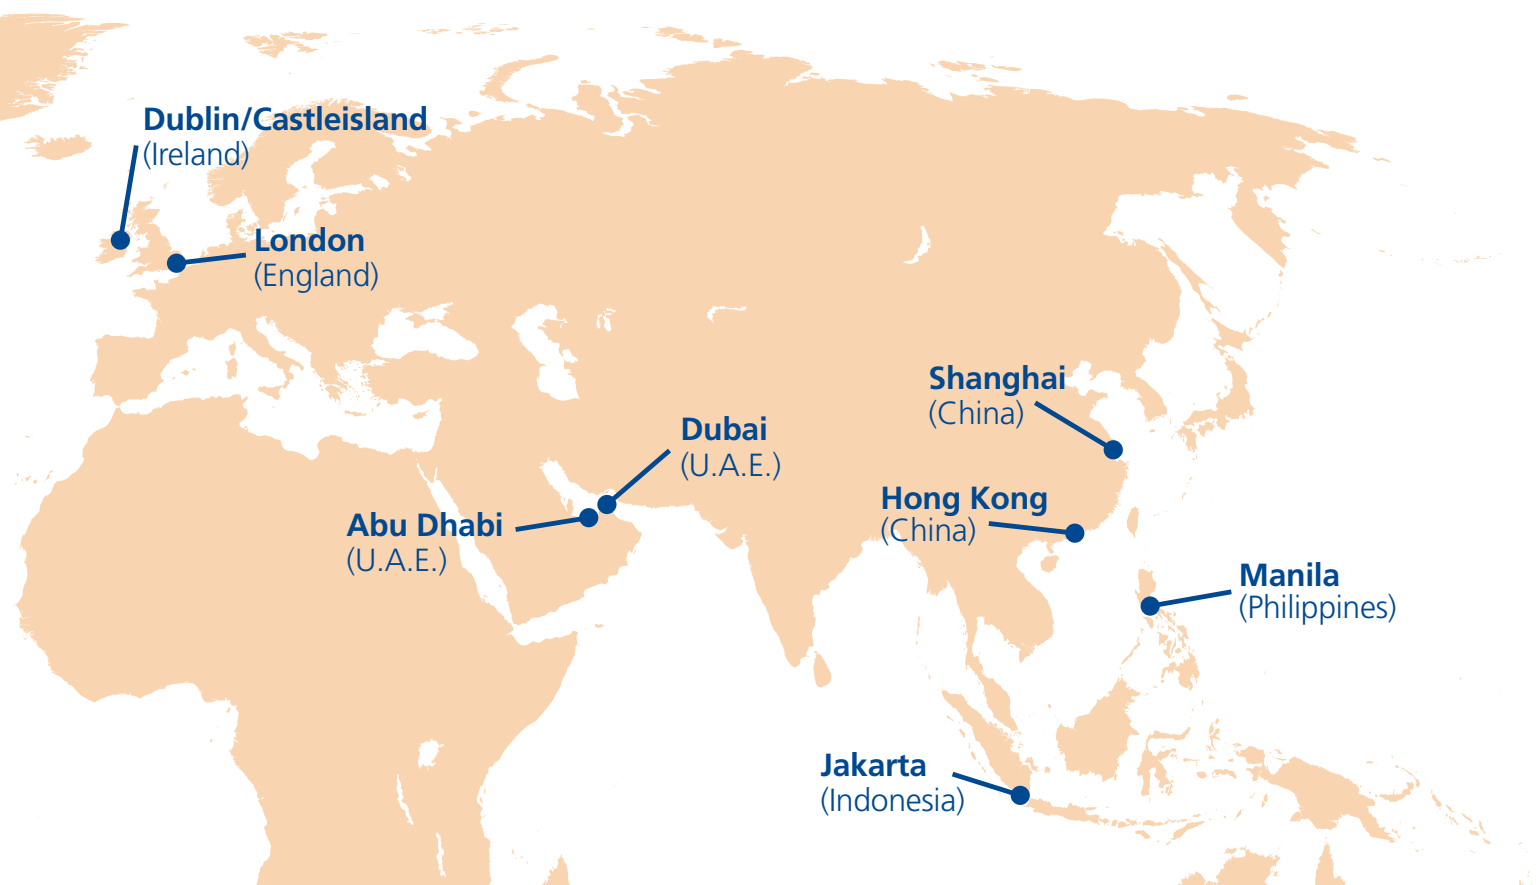 Dublin/Castleisland
(Ireland)
London
(England)
Shanghai
(China)
Dubai
(U.A.E.)
Hong Kong
(China)
Abu Dhabi
(U.A.E.)
Manila
(Philippines)
Jakarta
(Indonesia)